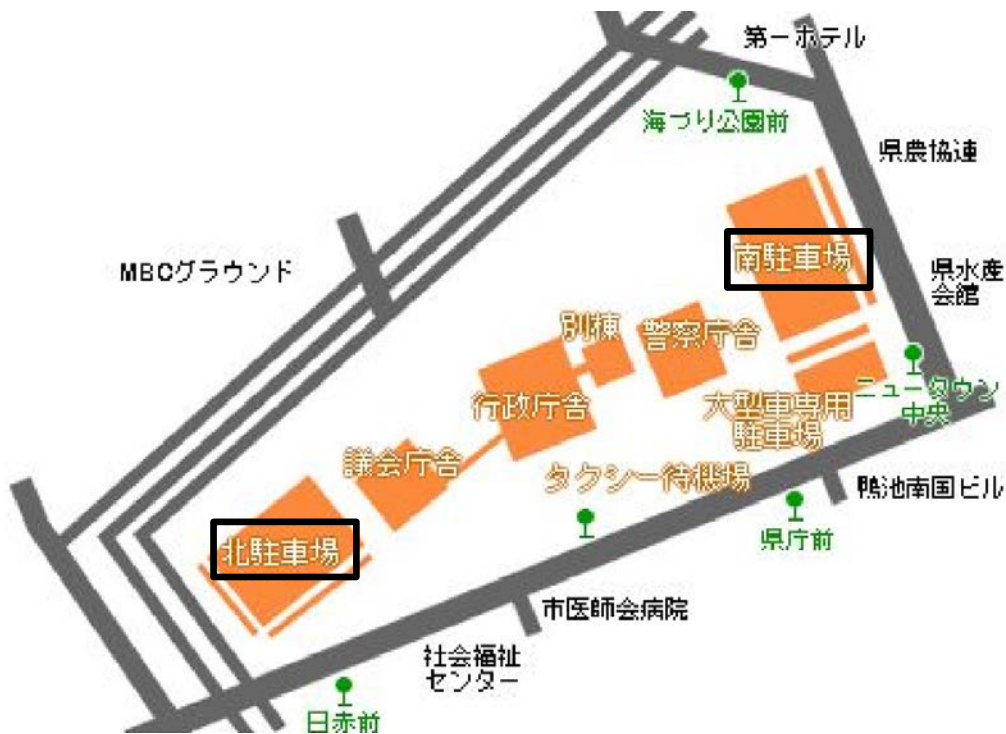 第一ホテル
海づり公園前
県農協連
南駐車場
MBCグラウンド
県水産
会館
別棟
警察庁舎
ニュータウン
中央
行政庁舎
大型車専用
駐車場
議会庁舎
タクシー待機場
鴨池南国ビル
県庁前
北駐車場
市医師会病院
社会福祉
センター
日赤前